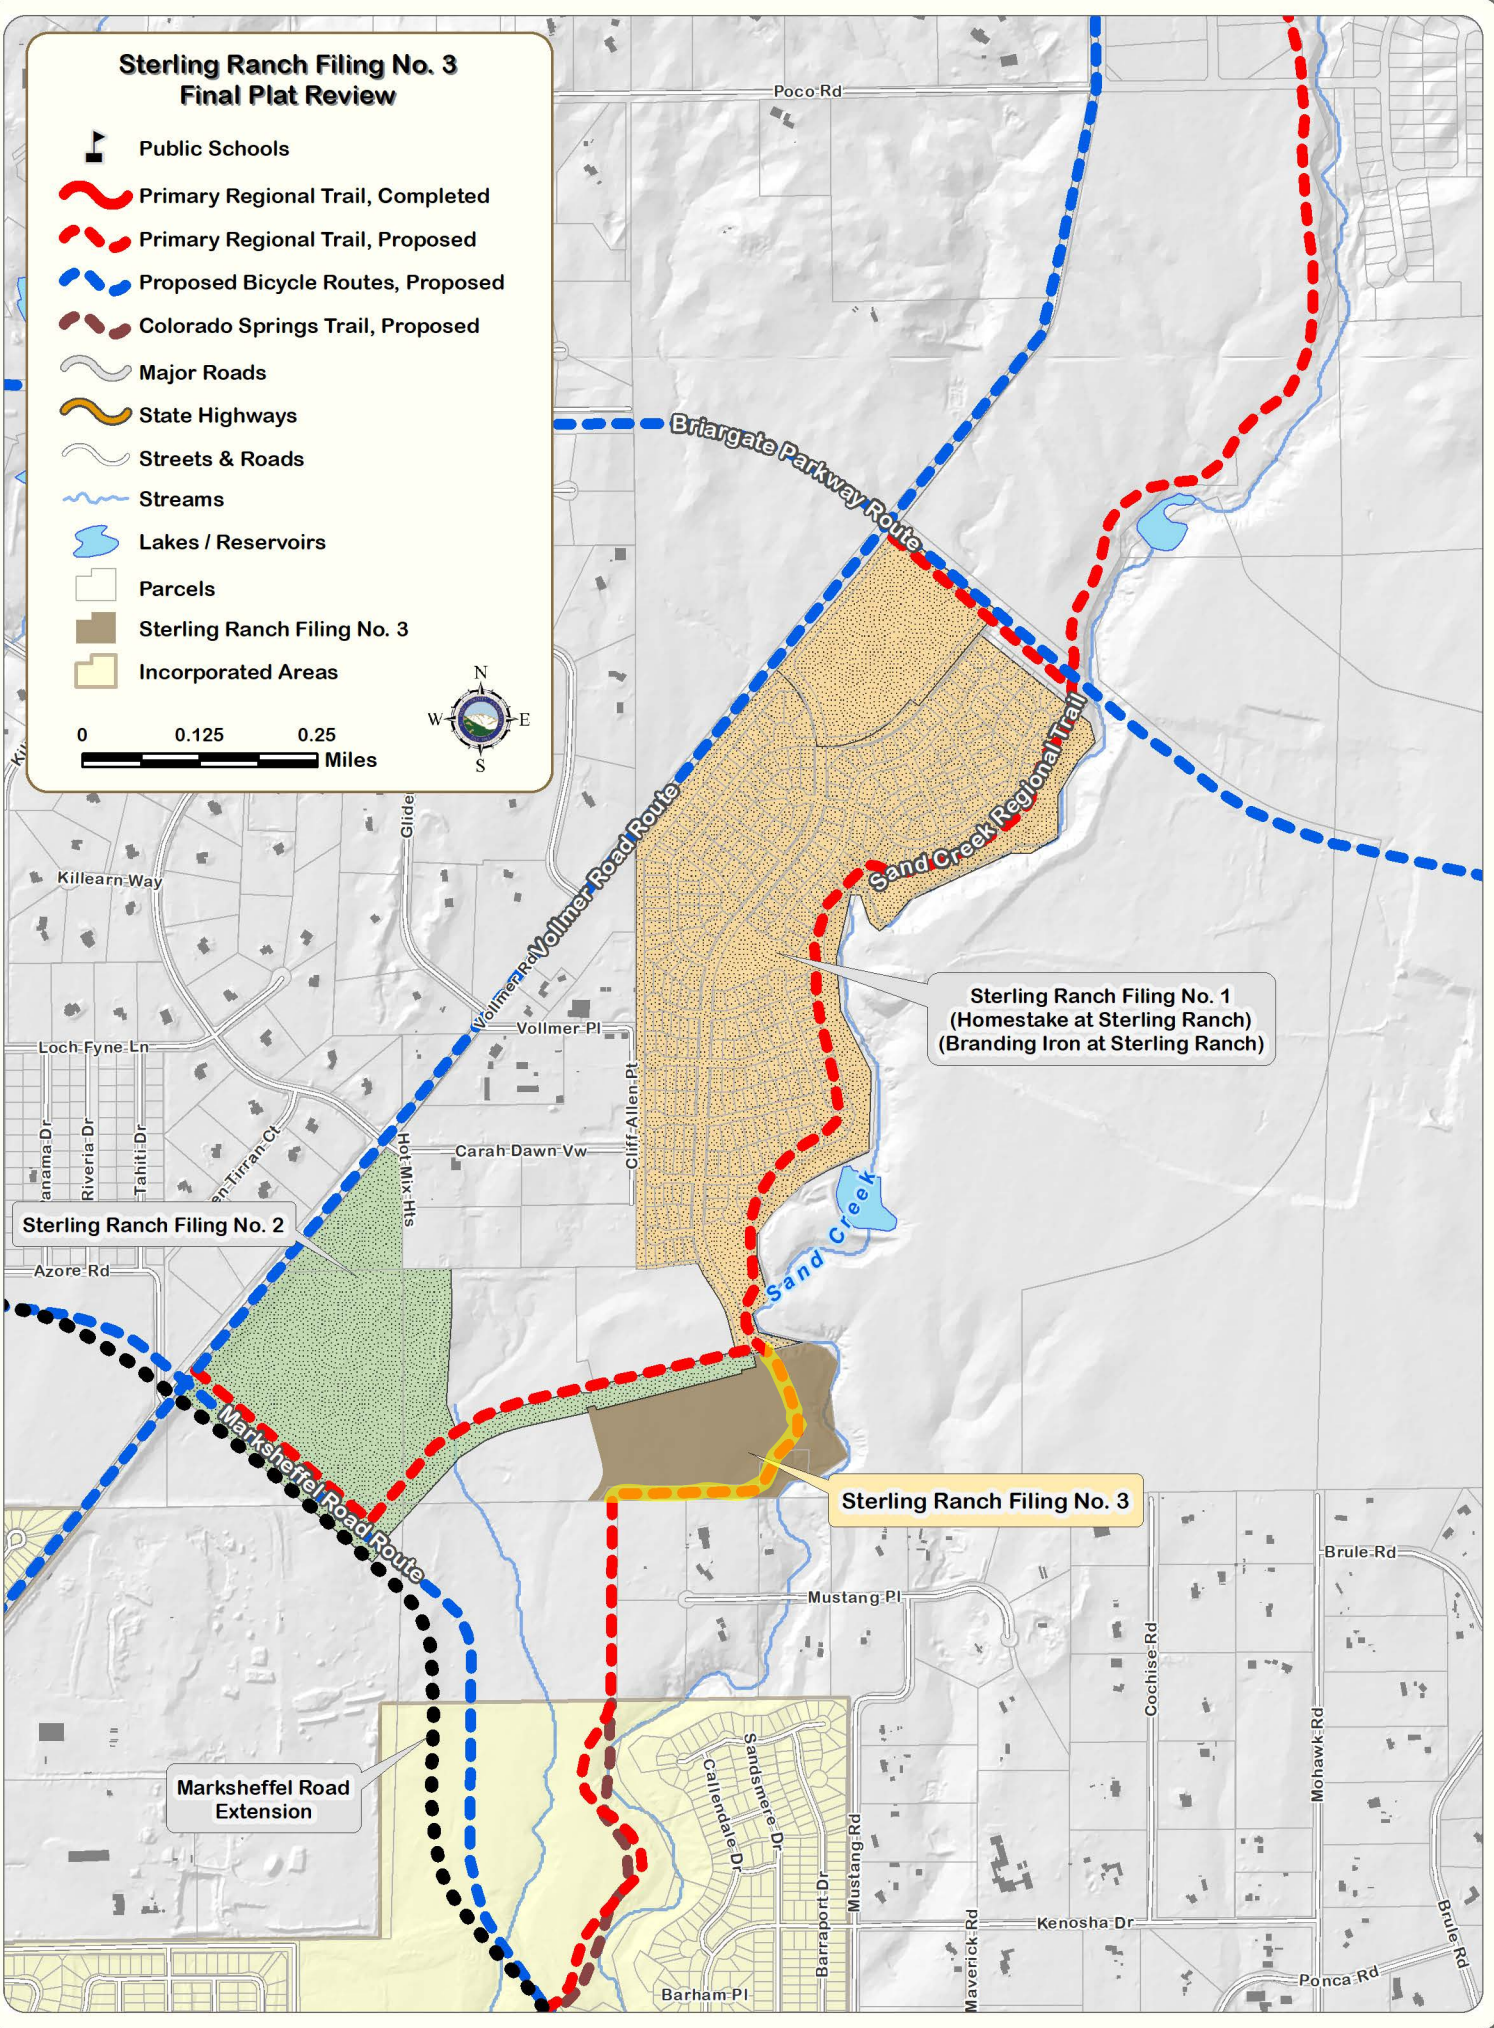 Sterling Ranch Filing No. 3
Final Plat Review
Public Schools
Primary Regional Trail, Completed
Primary Regional Trail, Proposed
Proposed Bicycle Routes, Proposed
Colorado Springs Trail, Proposed
Major Roads
State Highways
Streets & Roads
Streams
Lakes / Reservoirs
Parcels
Sterling Ranch Filing No. 3
Incorporated Areas
N
W
E
S
0 0.125 0.25
Miles
Poco Rd
Briargate Parkway Route
Sand Creek Regional Trail
Vollmer Road Route
Vollmer Rd
Killearn Way
Vollmer Pl
Loch Fyne Ln
Sterling Ranch Filing No. 1
(Homestake at Sterling Ranch)
(Branding Iron at Sterling Ranch)
Cliff Allen Pt
Carah Dawn Vw
Hot Mix Hts
Riveria Dr
Tahiti Dr
Sterling Ranch Filing No. 2
Azore Rd
Sand Creek
Marksheffel Road Route
Sterling Ranch Filing No. 3
Mustang Pl
Brule Rd
Cochise Rd
Mohawk Rd
Marksheffel Road
Extension
Sandsmere Dr
Callendale Dr
Mustang Rd
Barraport Dr
Maverick Rd
Kenosha Dr
Brule Rd
Ponca Rd
Barham Pl